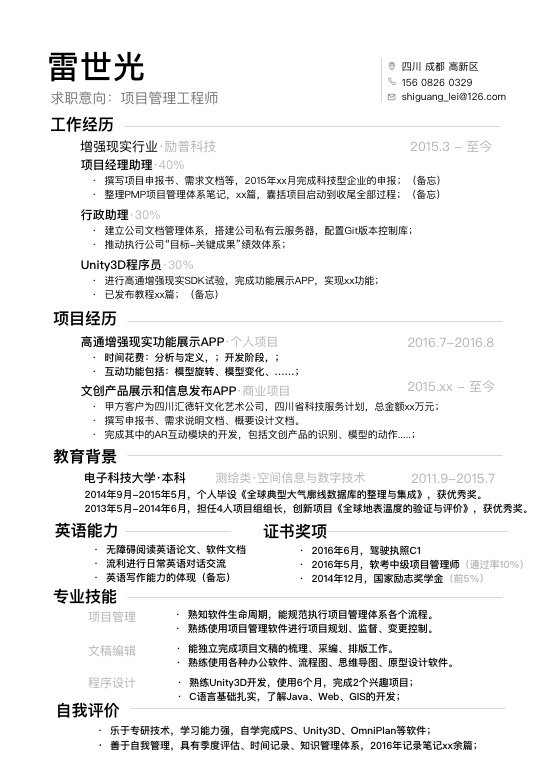 雷世光
求职意向：项目管理工程师
四川 成都 高新区
156 0826 0329
shiguang_lei@126.com
工作经历
增强现实行业·励普科技 2015.3 – 至今
项目经理助理·40%
· 撰写项目申报书、需求文档等，2015年xx月完成科技型企业的申报；（备忘）
· 整理PMP项目管理体系笔记，xx篇，囊括项目启动到收尾全部过程；（备忘）
行政助理·30%
· 建立公司文档管理体系，搭建公司私有云服务器，配置Git版本控制库；
· 推动执行公司“目标–关键成果”绩效体系；
Unity3D程序员·30%
· 进行高通增强现实SDK试验，完成功能展示APP，实现xx功能；
· 已发布教程xx篇；（备忘）
项目经历
高通增强现实功能展示APP·个人项目 2016.7–2016.8
· 时间花费：分析与定义，；开发阶段，；
· 互动功能包括：模型旋转、模型变化、……；
文创产品展示和信息发布APP·商业项目 2015.xx – 至今
· 甲方客户为四川汇德轩文化艺术公司，四川省科技服务计划，总金额xx万元；
· 撰写申报书、需求说明文档、概要设计文档。
· 完成其中的AR互动模块的开发，包括文创产品的识别、模型的动作.....；
教育背景
电子科技大学·本科 测绘类·空间信息与数字技术 2011.9–2015.7
2014年9月–2015年5月，个人毕设《全球典型大气廓线数据库的整理与集成》，获优秀奖。
2013年5月–2014年6月，担任4人项目组组长，创新项目《全球地表温度的验证与评价》，获优秀奖。
英语能力
· 无障碍阅读英语论文、软件文档
· 流利进行日常英语对话交流
· 英语写作能力的体现（备忘）
证书奖项
· 2016年6月，驾驶执照C1
· 2016年5月，软考中级项目管理师（通过率10%）
· 2014年12月，国家励志奖学金（前5%）
专业技能
项目管理
· 熟知软件生命周期，能规范执行项目管理体系各个流程。
· 熟练使用项目管理软件进行项目规划、监督、变更控制。
文稿编辑
· 能独立完成项目文稿的梳理、采编、排版工作。
· 熟练使用各种办公软件、流程图、思维导图、原型设计软件。
程序设计
· 熟练Unity3D开发，使用6个月，完成2个兴趣项目；
· C语言基础扎实，了解Java、Web、GIS的开发；
自我评价
· 乐于专研技术，学习能力强，自学完成PS、Unity3D、OmniPlan等软件；
· 善于自我管理，具有季度评估、时间记录、知识管理体系，2016年记录笔记xx余篇；